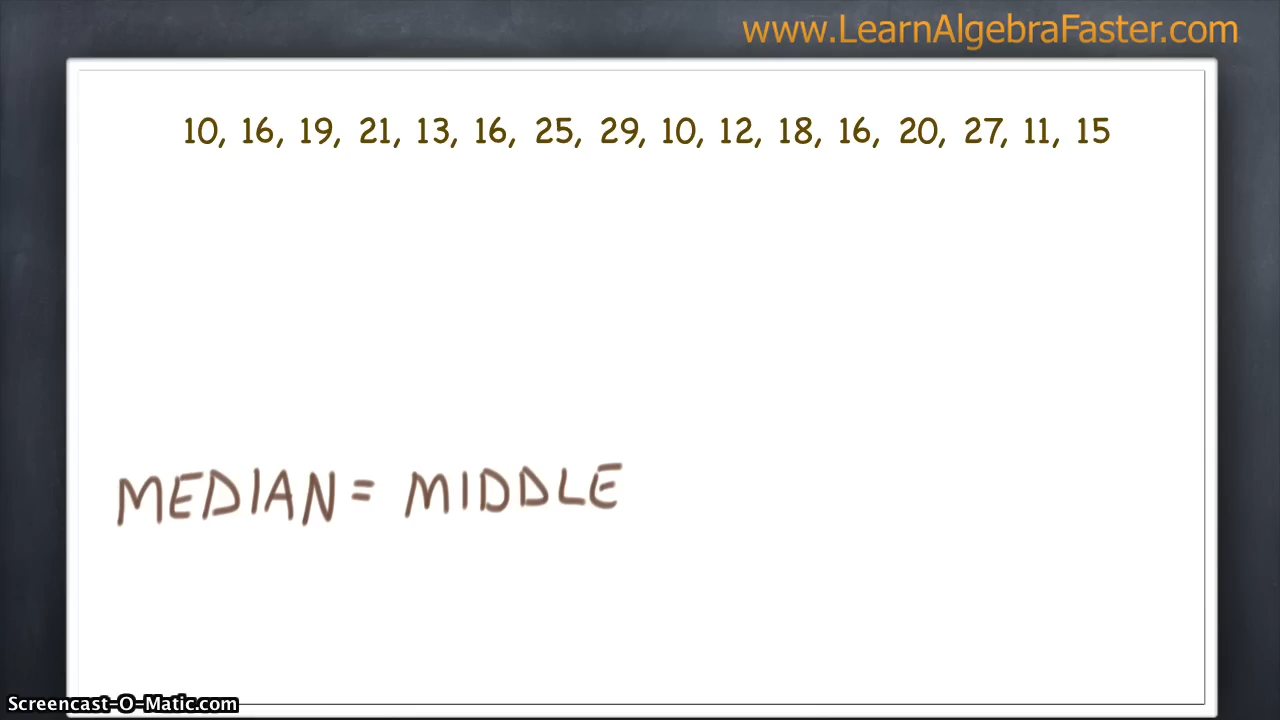 www.LearnAlgebraFaster.com
10, 16, 19, 21, 13, 16, 25, 29, 10, 12, 18, 16, 20, 27, 11, 15
MEDIAN = MIDDLE
Screencast-O-Matic.com